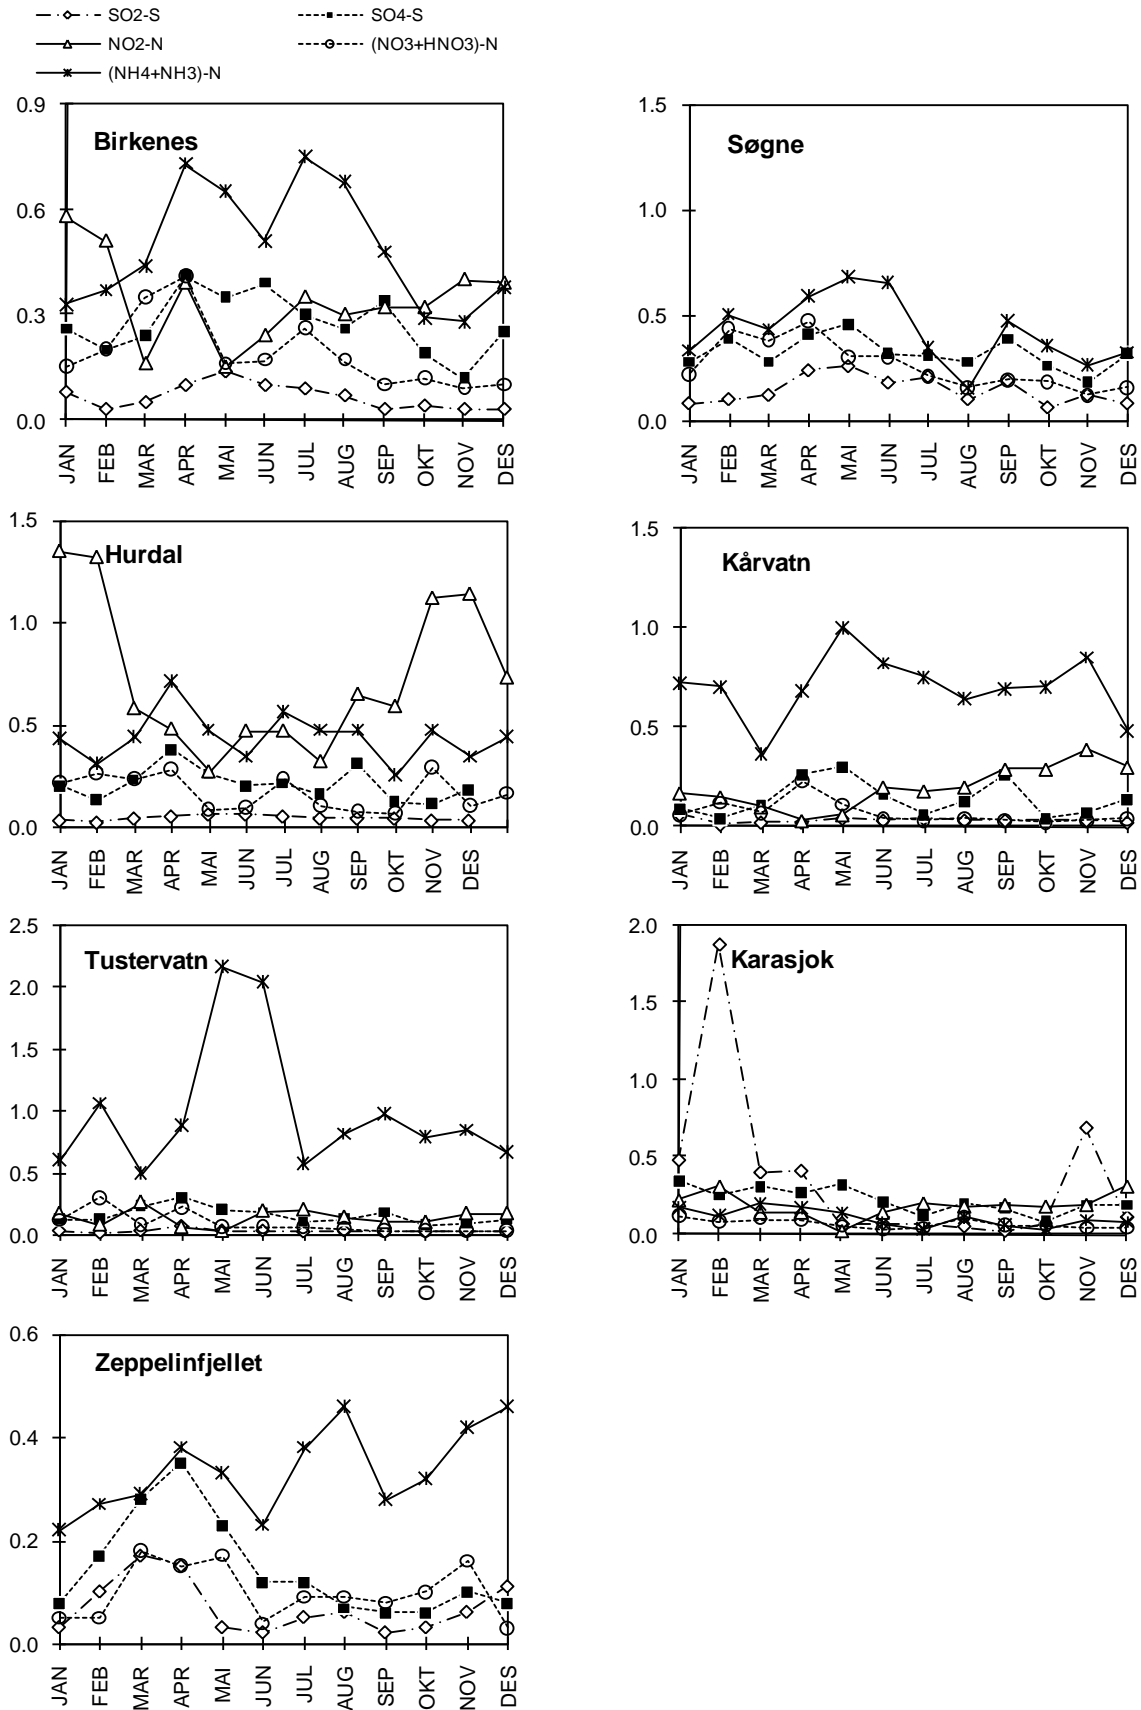 SO2-S SO4-S
NO2-N (NO3+HNO3)-N
(NH4+NH3)-N
Birkenes
0.9
0.6
0.3
0.0
JAN FEB MAR APR MAI JUN JUL AUG SEP OKT NOV DES
Søgne
1.5
1.0
0.5
0.0
JAN FEB MAR APR MAI JUN JUL AUG SEP OKT NOV DES
Hurdal
1.5
1.0
0.5
0.0
JAN FEB MAR APR MAI JUN JUL AUG SEP OKT NOV DES
Kårvatn
1.5
1.0
0.5
0.0
JAN FEB MAR APR MAI JUN JUL AUG SEP OKT NOV DES
Tustervatn
2.5
2.0
1.5
1.0
0.5
0.0
JAN FEB MAR APR MAI JUN JUL AUG SEP OKT NOV DES
Karasjok
2.0
1.5
1.0
0.5
0.0
JAN FEB MAR APR MAI JUN JUL AUG SEP OKT NOV DES
Zeppelinfjellet
0.6
0.4
0.2
0.0
JAN FEB MAR APR MAI JUN JUL AUG SEP OKT NOV DES